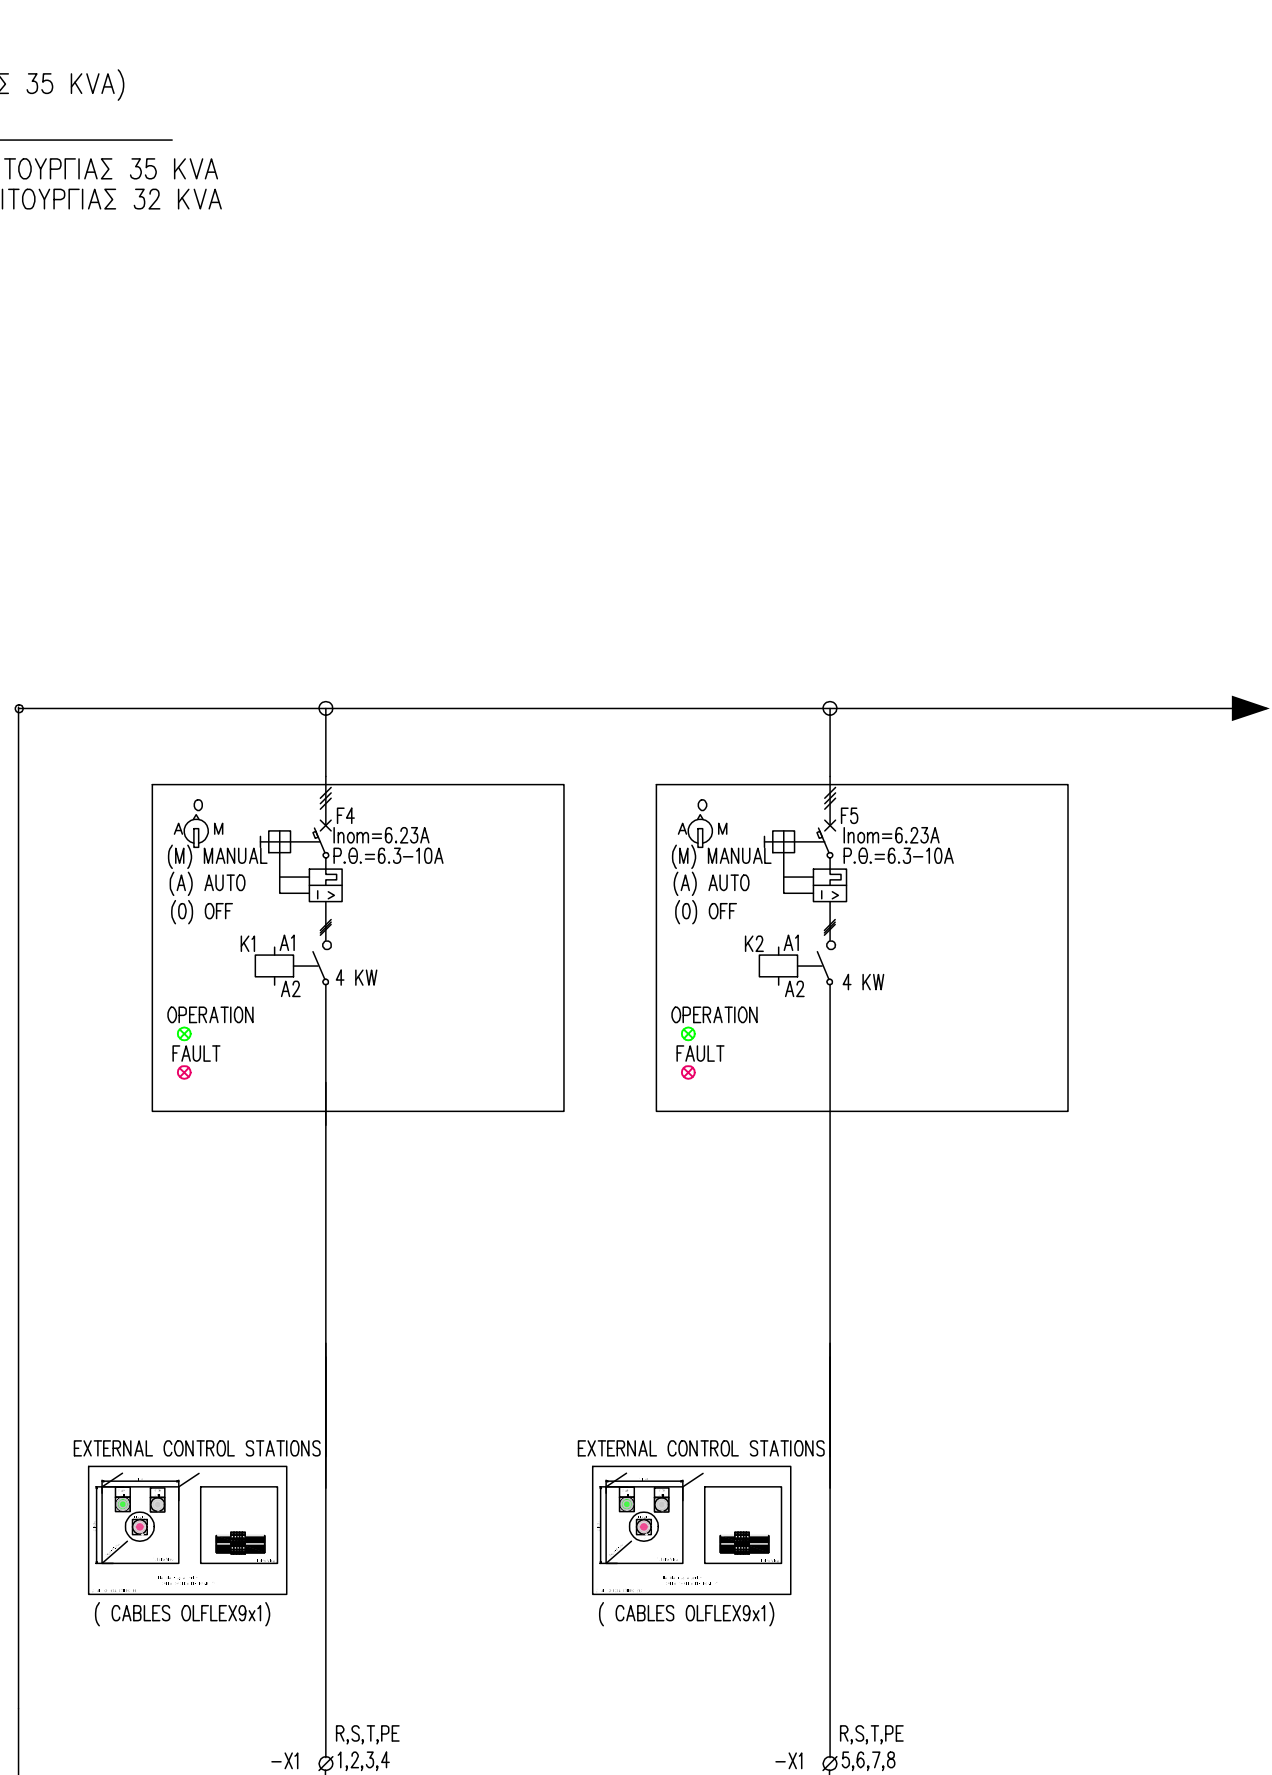 Σ 35 KVA)
ΤΟΥΡΓΙΑΣ 35 KVA
ΙΤΟΥΡΓΙΑΣ 32 KVA
O
A M
(M) MANUAL
(A) AUTO
(O) OFF
F4
Inom=6.23A
P.Θ.=6.3-10A
I >
K1 A1
A2
4 KW
OPERATION
FAULT
O
A M
(M) MANUAL
(A) AUTO
(O) OFF
F5
Inom=6.23A
P.Θ.=6.3-10A
I >
K2 A1
A2
4 KW
OPERATION
FAULT
EXTERNAL CONTROL STATIONS
( CABLES OLFLEX9x1)
EXTERNAL CONTROL STATIONS
( CABLES OLFLEX9x1)
R,S,T,PE
-X1 1,2,3,4
R,S,T,PE
-X1 5,6,7,8